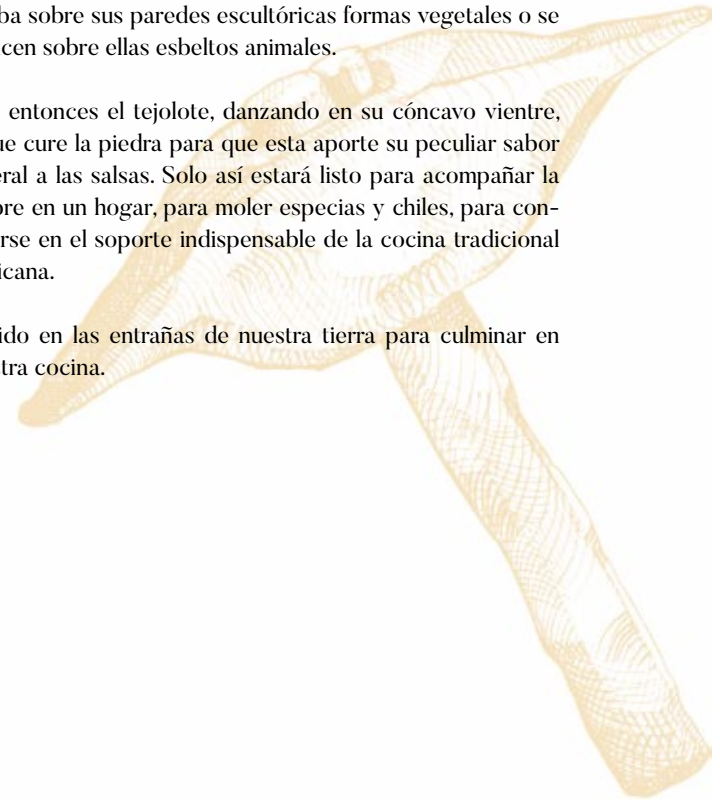 ba sobre sus paredes escultóricas formas vegetales o se
cen sobre ellas esbeltos animales.
entonces el tejolote, danzando en su cóncavo vientre,
ue cure la piedra para que esta aporte su peculiar sabor
eral a las salsas. Solo así estará listo para acompañar la
bre en un hogar, para moler especias y chiles, para con-
rse en el soporte indispensable de la cocina tradicional
icana.
ido en las entrañas de nuestra tierra para culminar en
tra cocina.